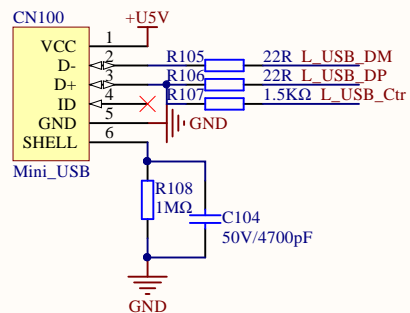 CN100
+U5V
VCC 1
D- 2 R105 22R L_USB_DM
D+ 3 R106 22R L_USB_DP
ID 4 R107 1.5KΩ L_USB_Ctr
GND 5 GND
SHELL 6
Mini_USB
R108
1MΩ
C104
50V/4700pF
GND